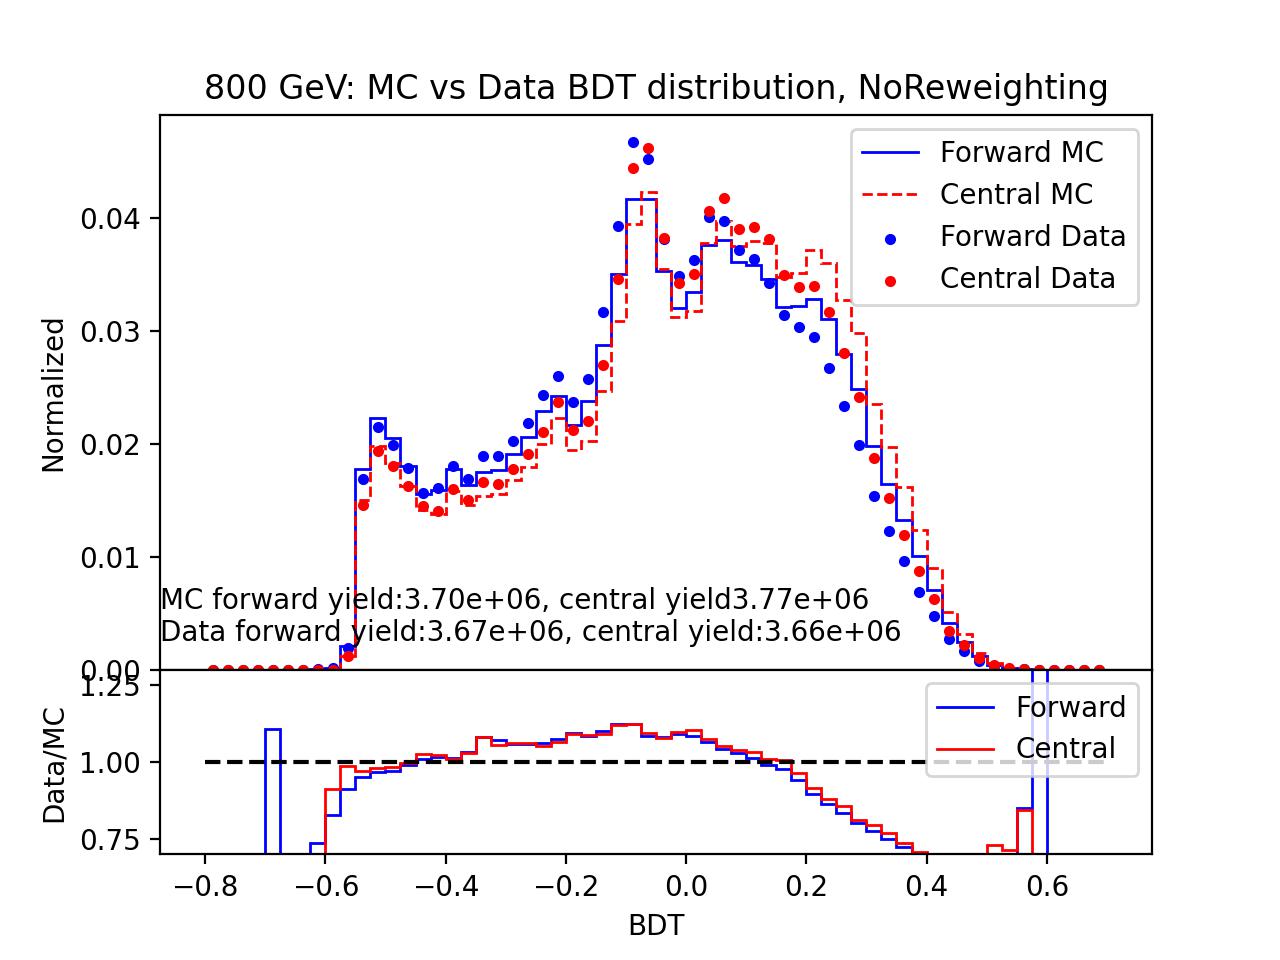 800 GeV: MC vs Data BDT distribution, NoReweighting
Forward MC
Central MC
Forward Data
Central Data
0.04
0.03
0.02
0.01
0.00
Normalized
MC forward yield:3.70e+06, central yield3.77e+06
Data forward yield:3.67e+06, central yield:3.66e+06
1.25
1.00
0.75
Data/MC
Forward
Central
−0.8
−0.6
−0.4
−0.2
0.0
0.2
0.4
0.6
BDT